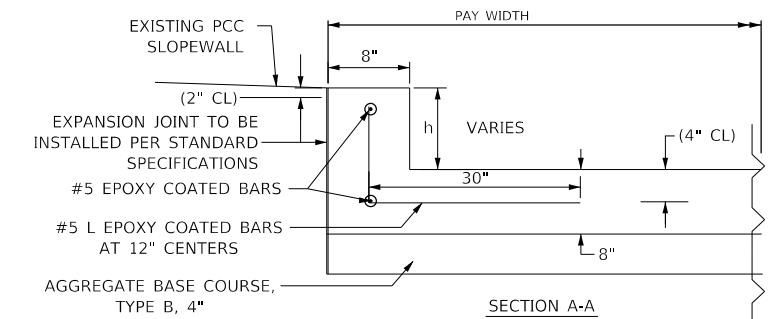 PAY WIDTH
EXISTING PCC
SLOPEWALL
8"
(2" CL)
EXPANSION JOINT TO BE
INSTALLED PER STANDARD
SPECIFICATIONS
h
VARIES
(4" CL)
#5 EPOXY COATED BARS
30"
#5 L EPOXY COATED BARS
AT 12" CENTERS
8"
AGGREGATE BASE COURSE,
TYPE B, 4"
SECTION A-A